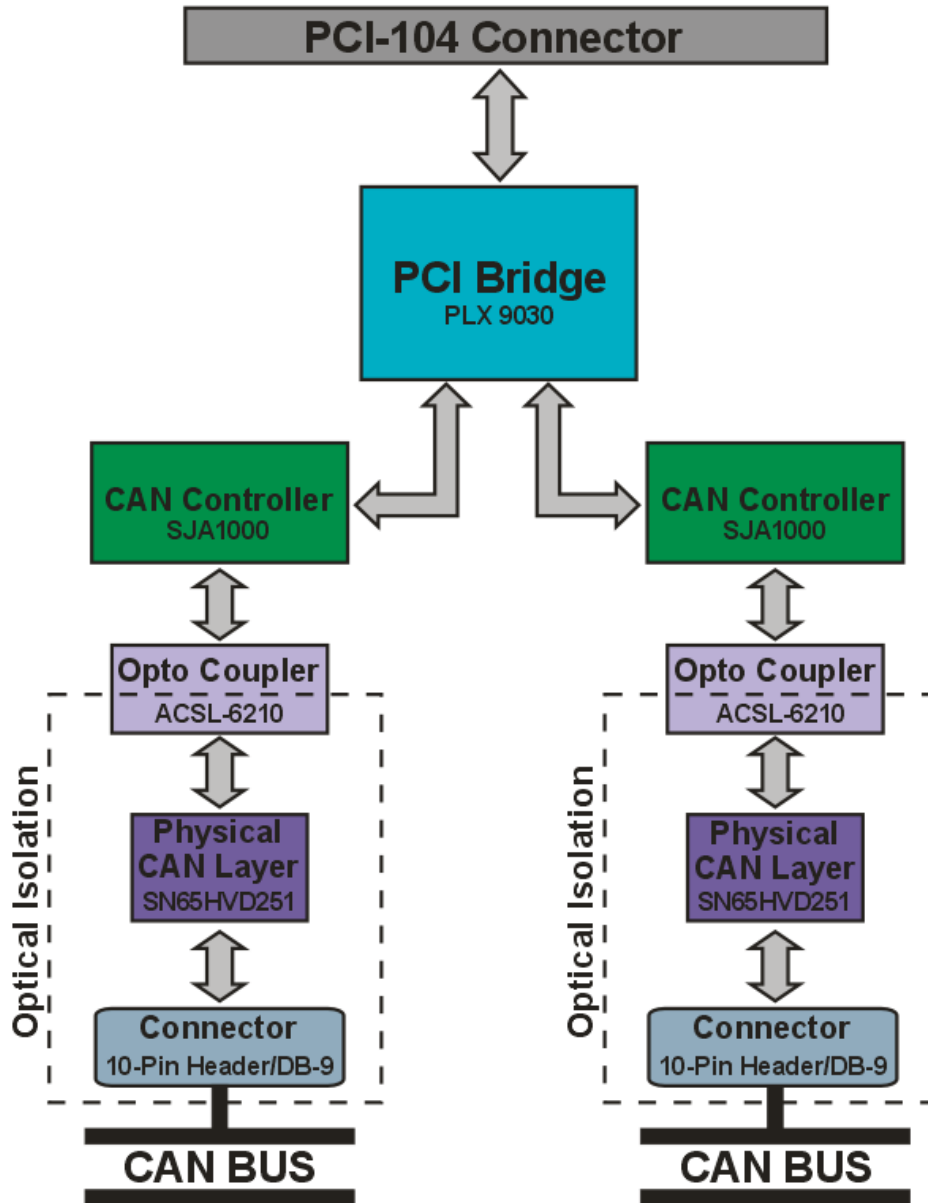 PCI-104 Connector
PCI Bridge
PLX 9030
CAN Controller
SJA1000
CAN Controller
SJA1000
Opto Coupler
ACSL-6210
Opto Coupler
ACSL-6210
Optical Isolation
Physical
CAN Layer
SN65HVD251
Optical Isolation
Physical
CAN Layer
SN65HVD251
Connector
10-Pin Header/DB-9
Connector
10-Pin Header/DB-9
CAN BUS
CAN BUS